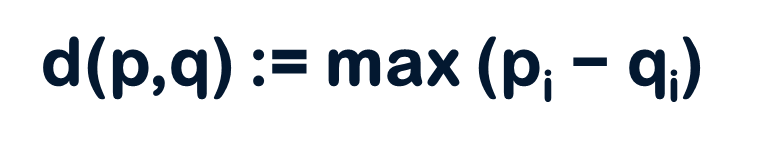 d(p,q) := max (pᵢ − qᵢ)